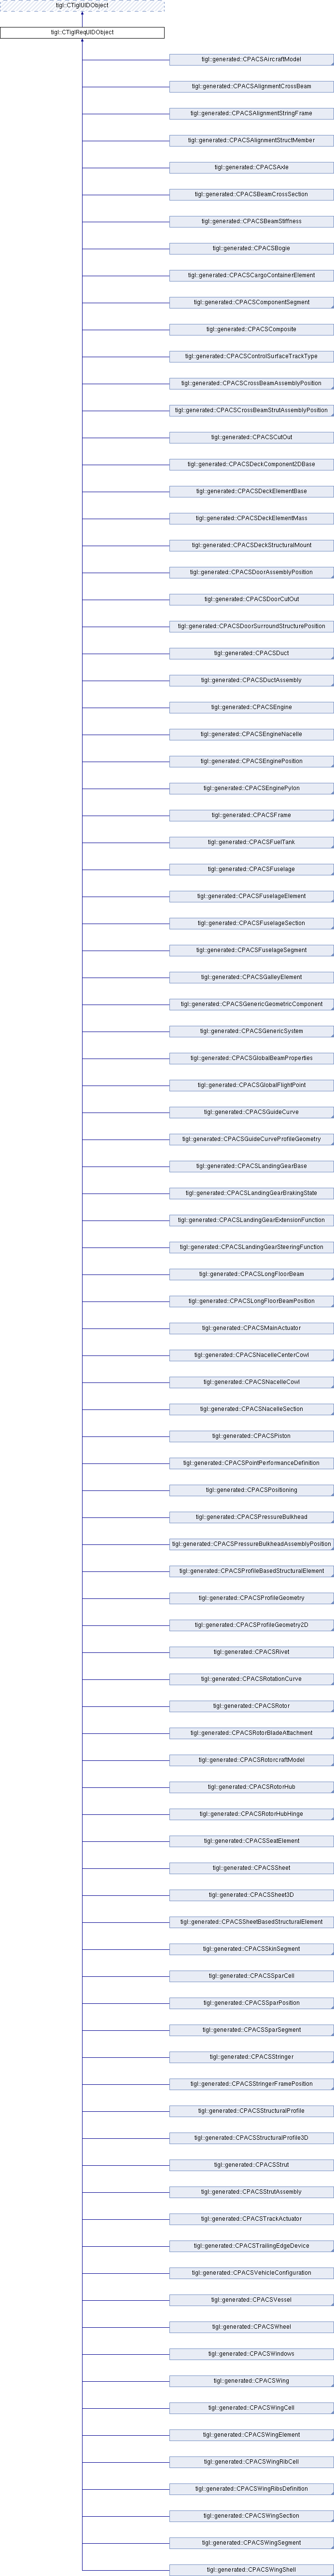 tigl::CTiglUIDObject
tigl::CTiglReqUIDObject
tigl::generated::CPACSAircraftModel
tigl::generated::CPACSAlignmentCrossBeam
tigl::generated::CPACSAlignmentStringFrame
tigl::generated::CPACSAlignmentStructMember
tigl::generated::CPACSAxle
tigl::generated::CPACSBeamCrossSection
tigl::generated::CPACSBeamStiffness
tigl::generated::CPACSBogie
tigl::generated::CPACSCargoContainerElement
tigl::generated::CPACSComponentSegment
tigl::generated::CPACSComposite
tigl::generated::CPACSControlSurfaceTrackType
tigl::generated::CPACSCrossBeamAssemblyPosition
tigl::generated::CPACSCrossBeamStrutAssemblyPosition
tigl::generated::CPACSCutOut
tigl::generated::CPACSDeckComponent2DBase
tigl::generated::CPACSDeckElementBase
tigl::generated::CPACSDeckElementMass
tigl::generated::CPACSDeckStructuralMount
tigl::generated::CPACSDoorAssemblyPosition
tigl::generated::CPACSDoorCutOut
tigl::generated::CPACSDoorSurroundStructurePosition
tigl::generated::CPACSDuct
tigl::generated::CPACSDuctAssembly
tigl::generated::CPACSEngine
tigl::generated::CPACSEngineNacelle
tigl::generated::CPACSEnginePosition
tigl::generated::CPACSEnginePylon
tigl::generated::CPACSFrame
tigl::generated::CPACSFuelTank
tigl::generated::CPACSFuselage
tigl::generated::CPACSFuselageElement
tigl::generated::CPACSFuselageSection
tigl::generated::CPACSFuselageSegment
tigl::generated::CPACSGalleyElement
tigl::generated::CPACSGenericGeometricComponent
tigl::generated::CPACSGenericSystem
tigl::generated::CPACSGlobalBeamProperties
tigl::generated::CPACSGlobalFlightPoint
tigl::generated::CPACSGuideCurve
tigl::generated::CPACSGuideCurveProfileGeometry
tigl::generated::CPACSLandingGearBase
tigl::generated::CPACSLandingGearBrakingState
tigl::generated::CPACSLandingGearExtensionFunction
tigl::generated::CPACSLandingGearSteeringFunction
tigl::generated::CPACSLongFloorBeam
tigl::generated::CPACSLongFloorBeamPosition
tigl::generated::CPACSMainActuator
tigl::generated::CPACSNacelleCenterCowl
tigl::generated::CPACSNacelleCowl
tigl::generated::CPACSNacelleSection
tigl::generated::CPACSPiston
tigl::generated::CPACSPointPerformanceDefinition
tigl::generated::CPACSPositioning
tigl::generated::CPACSPressureBulkhead
tigl::generated::CPACSPressureBulkheadAssemblyPosition
tigl::generated::CPACSProfileBasedStructuralElement
tigl::generated::CPACSProfileGeometry
tigl::generated::CPACSProfileGeometry2D
tigl::generated::CPACSRivet
tigl::generated::CPACSRotationCurve
tigl::generated::CPACSRotor
tigl::generated::CPACSRotorBladeAttachment
tigl::generated::CPACSRotorcraftModel
tigl::generated::CPACSRotorHub
tigl::generated::CPACSRotorHubHinge
tigl::generated::CPACSSeatElement
tigl::generated::CPACSSheet
tigl::generated::CPACSSheet3D
tigl::generated::CPACSSheetBasedStructuralElement
tigl::generated::CPACSSkinSegment
tigl::generated::CPACSSparCell
tigl::generated::CPACSSparPosition
tigl::generated::CPACSSparSegment
tigl::generated::CPACSStringer
tigl::generated::CPACSStringerFramePosition
tigl::generated::CPACSStructuralProfile
tigl::generated::CPACSStructuralProfile3D
tigl::generated::CPACSStrut
tigl::generated::CPACSStrutAssembly
tigl::generated::CPACSTrackActuator
tigl::generated::CPACSTrailingEdgeDevice
tigl::generated::CPACSVehicleConfiguration
tigl::generated::CPACSVessel
tigl::generated::CPACSWheel
tigl::generated::CPACSWindows
tigl::generated::CPACSWing
tigl::generated::CPACSWingCell
tigl::generated::CPACSWingElement
tigl::generated::CPACSWingRibCell
tigl::generated::CPACSWingRibsDefinition
tigl::generated::CPACSWingSection
tigl::generated::CPACSWingSegment
tigl::generated::CPACSWingShell